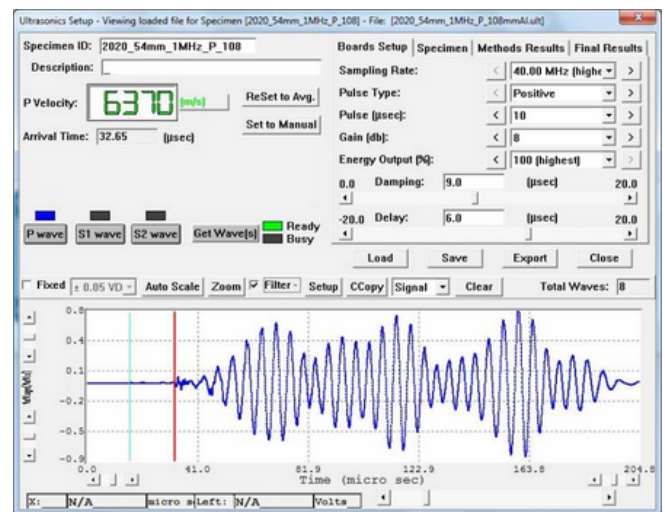 Ultrasonics Setup - Viewing loaded file for Specimen [2020_54mm_1MHz_P_108] - File: [2020_54mm_1MHz_P_108mmAl.ult]
Specimen ID: 2020_54mm_1MHz_P_108
Description:
P Velocity: 6370 (m/s)
ReSet to Avg.
Set to Manual
Arrival Time: 32.65 (µsec)
P wave S1 wave S2 wave Get Wave(s) Ready
Busy
Boards Setup Specimen Methods Results Final Results
Sampling Rate: < 40.00 MHz (highe >
Pulse Type: < Positive >
Pulse (µsec): < 10 >
Gain (db): < 8 >
Energy Output (%): < 100 (highest) >
0.0 Damping: 9.0 (µsec) 20.0
-20.0 Delay: 6.0 (µsec) 20.0
Load Save Export Close
Fixed ± 0.05 VD Auto Scale Zoom Filter- Setup CCopy Signal Clear Total Waves: 8
0.8
0.4
0.1
-0.2
-0.5
-0.9
0.0 41.0 81.9 122.9 163.8 204.8
Time (micro sec)
X: N/A micro s Left: N/A Volts